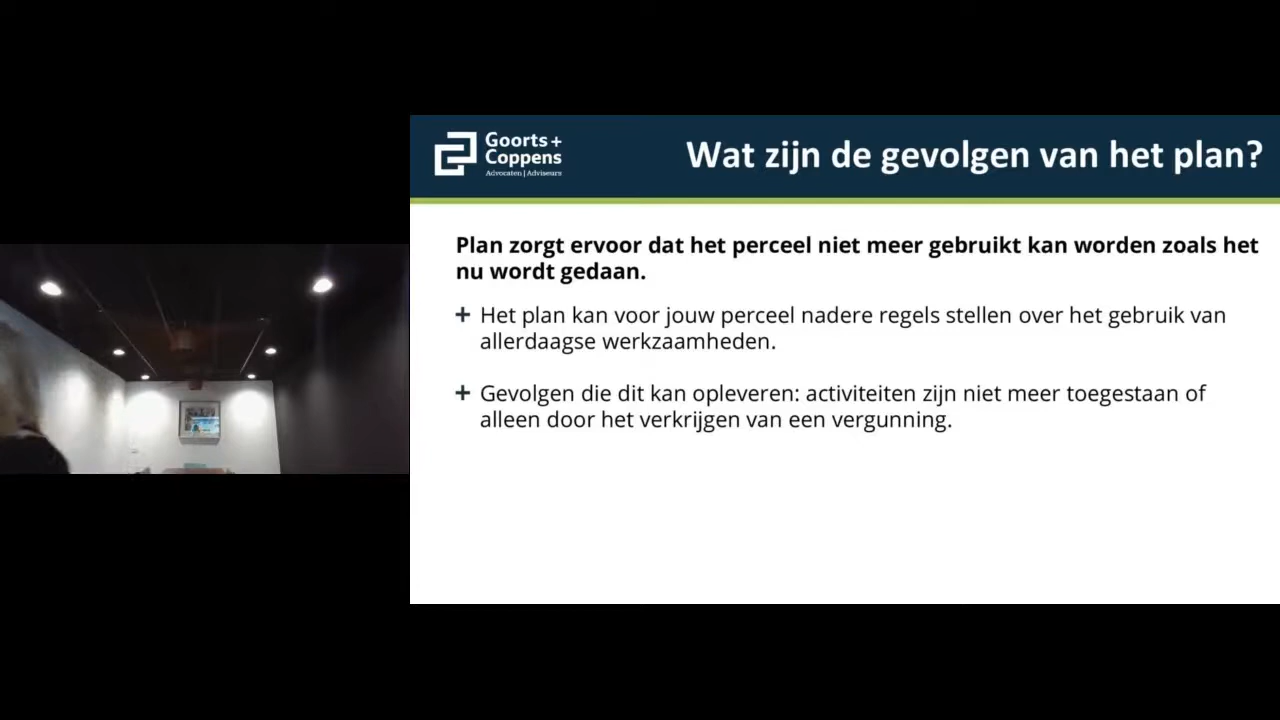 Goorts+
Coppens
Advocaten | Adviseurs
Wat zijn de gevolgen van het plan?
Plan zorgt ervoor dat het perceel niet meer gebruikt kan worden zoals het
nu wordt gedaan.
+ Het plan kan voor jouw perceel nadere regels stellen over het gebruik van
allerdaagse werkzaamheden.
+ Gevolgen die dit kan opleveren: activiteiten zijn niet meer toegestaan of
alleen door het verkrijgen van een vergunning.